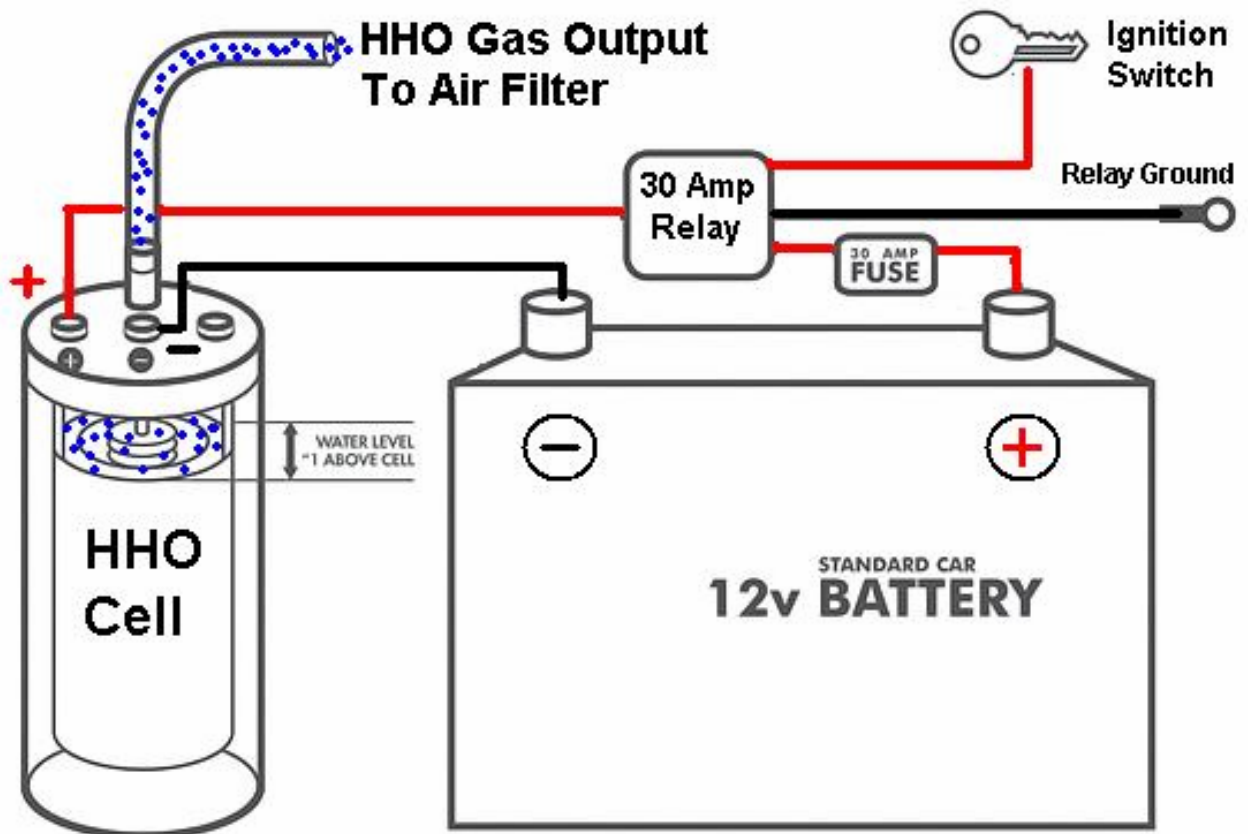 HHO Gas Output
To Air Filter
Ignition
Switch
30 Amp
Relay
Relay Ground
30 AMP
FUSE
+
+ −
−
WATER LEVEL
"1 ABOVE CELL
HHO
Cell
−
+
STANDARD CAR
12v BATTERY